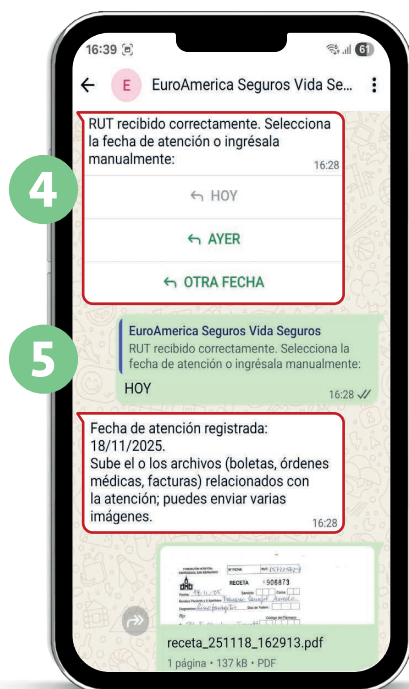 16:39
61
E
EuroAmerica Seguros Vida Se...
RUT recibido correctamente. Selecciona
la fecha de atención o ingrésala
manualmente:
16:28
4
HOY
AYER
OTRA FECHA
5
EuroAmerica Seguros Vida Seguros
RUT recibido correctamente. Selecciona la
fecha de atención o ingrésala manualmente:
HOY
16:28
Fecha de atención registrada:
18/11/2025.
Sube el o los archivos (boletas, órdenes
médicas, facturas) relacionados con
la atención; puedes enviar varias
imágenes.
16:28
RECETA
908873
receta_251118_162913.pdf
1 página • 137 kB • PDF